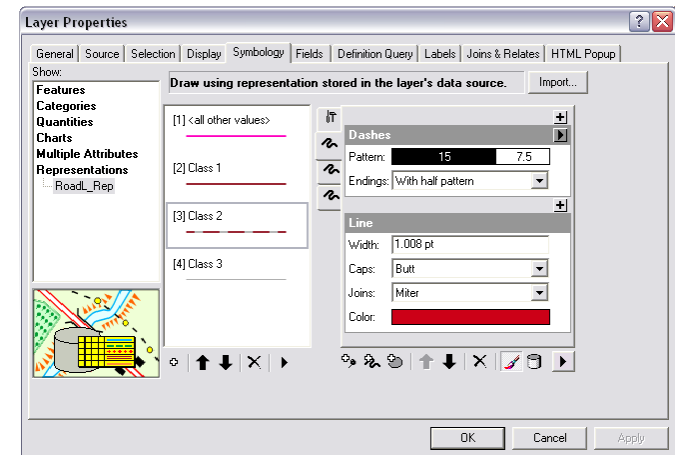 Layer Properties
General Source Selection Display Symbology Fields Definition Query Labels Joins & Relates HTML Popup
Show:
Features
Categories
Quantities
Charts
Multiple Attributes
Representations
RoadL_Rep
Draw using representation stored in the layer's data source.
Import...
[1] <all other values>
[2] Class 1
[3] Class 2
[4] Class 3
Dashes
Pattern: 15 7.5
Endings: With half pattern
Line
Width: 1.008 pt
Caps: Butt
Joins: Miter
Color:
OK Cancel Apply